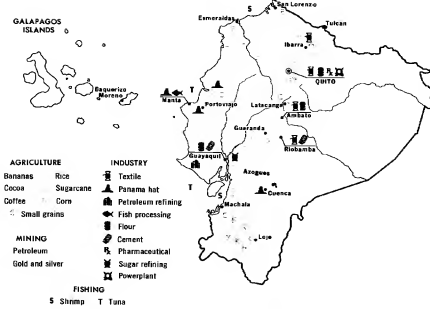 GALAPAGOS
ISLANDS
Baquerizo
Moreno
S
San Lorenzo
Esmeraldas
Tulcan
Ibarra
QUITO
T
Manta
Portoviejo
Latacunga
Ambato
Guaranda
Riobamba
Guayaquil
Azogues
T
S
Cuenca
Machala
Loja
AGRICULTURE
Bananas Rice
Cocoa Sugarcane
Coffee Corn
Small grains
MINING
Petroleum
Gold and silver
INDUSTRY
Textile
Panama hat
Petroleum refining
Fish processing
Flour
Cement
Rx Pharmaceutical
Sugar refining
Powerplant
FISHING
S Shrimp T Tuna